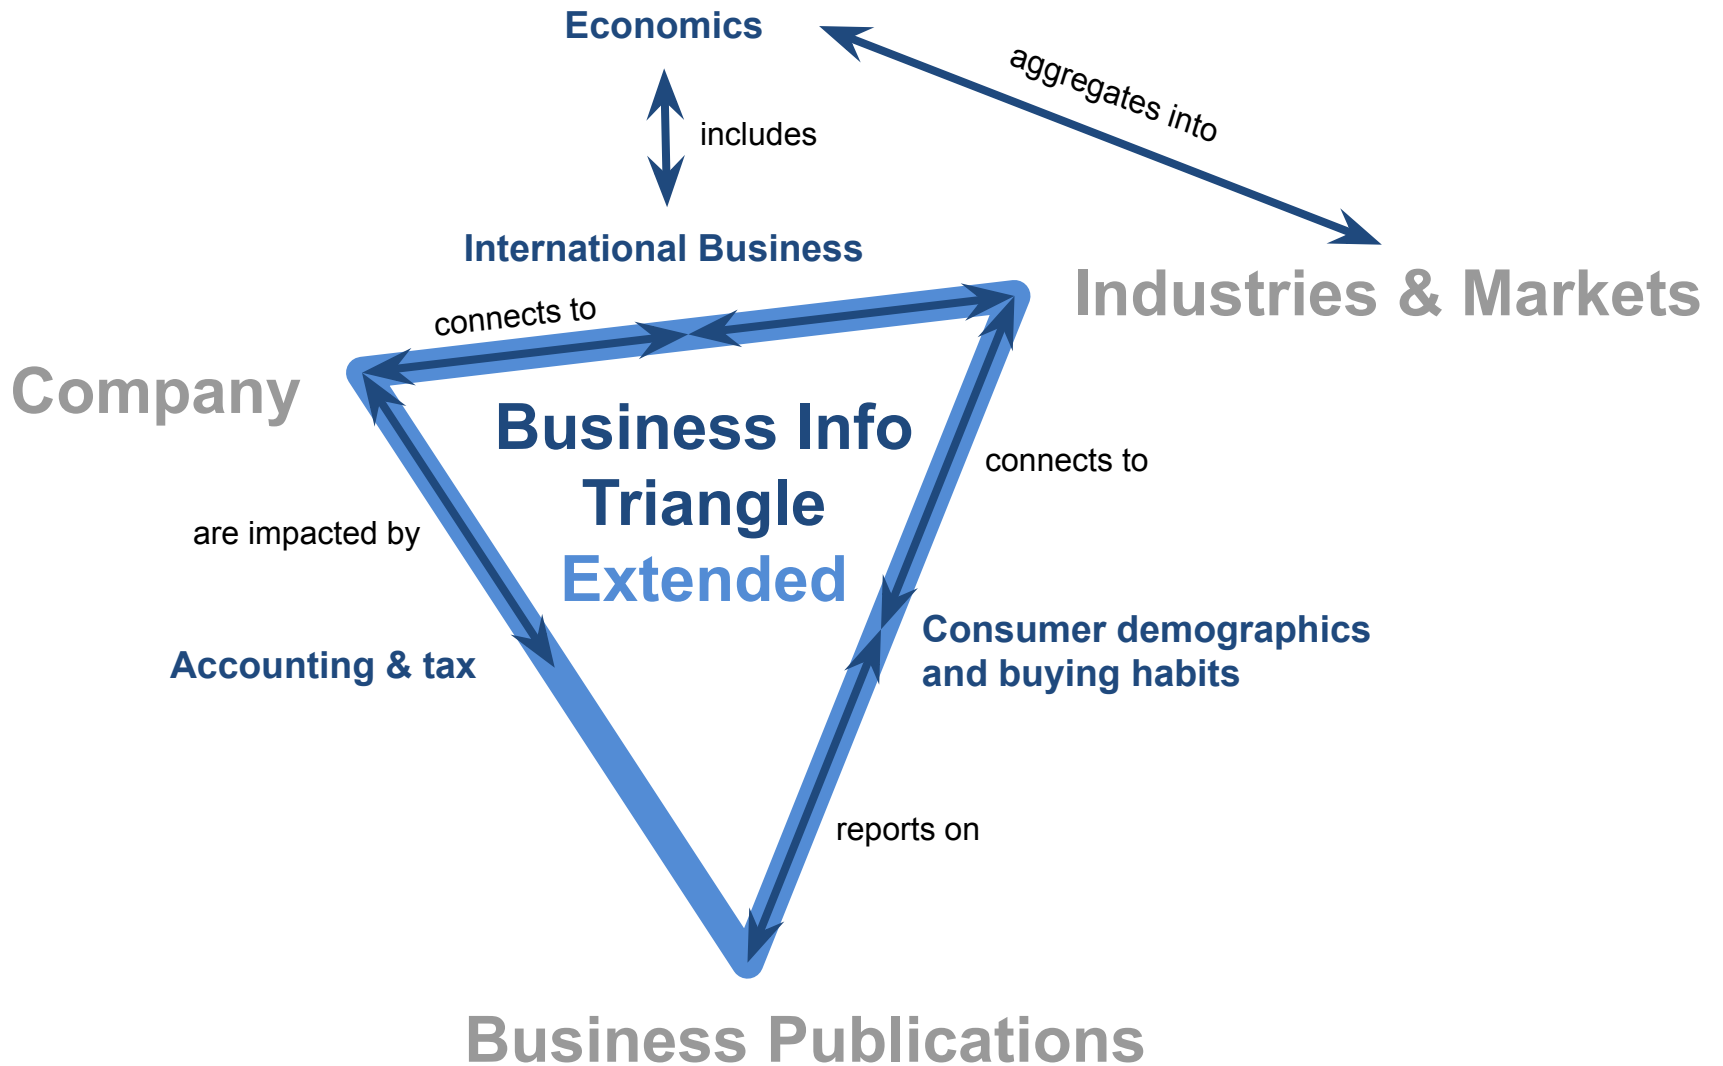 Economics
aggregates into
includes
International Business
Industries & Markets
connects to
Company
Business Info
Triangle
Extended
connects to
are impacted by
Consumer demographics
and buying habits
Accounting & tax
reports on
Business Publications